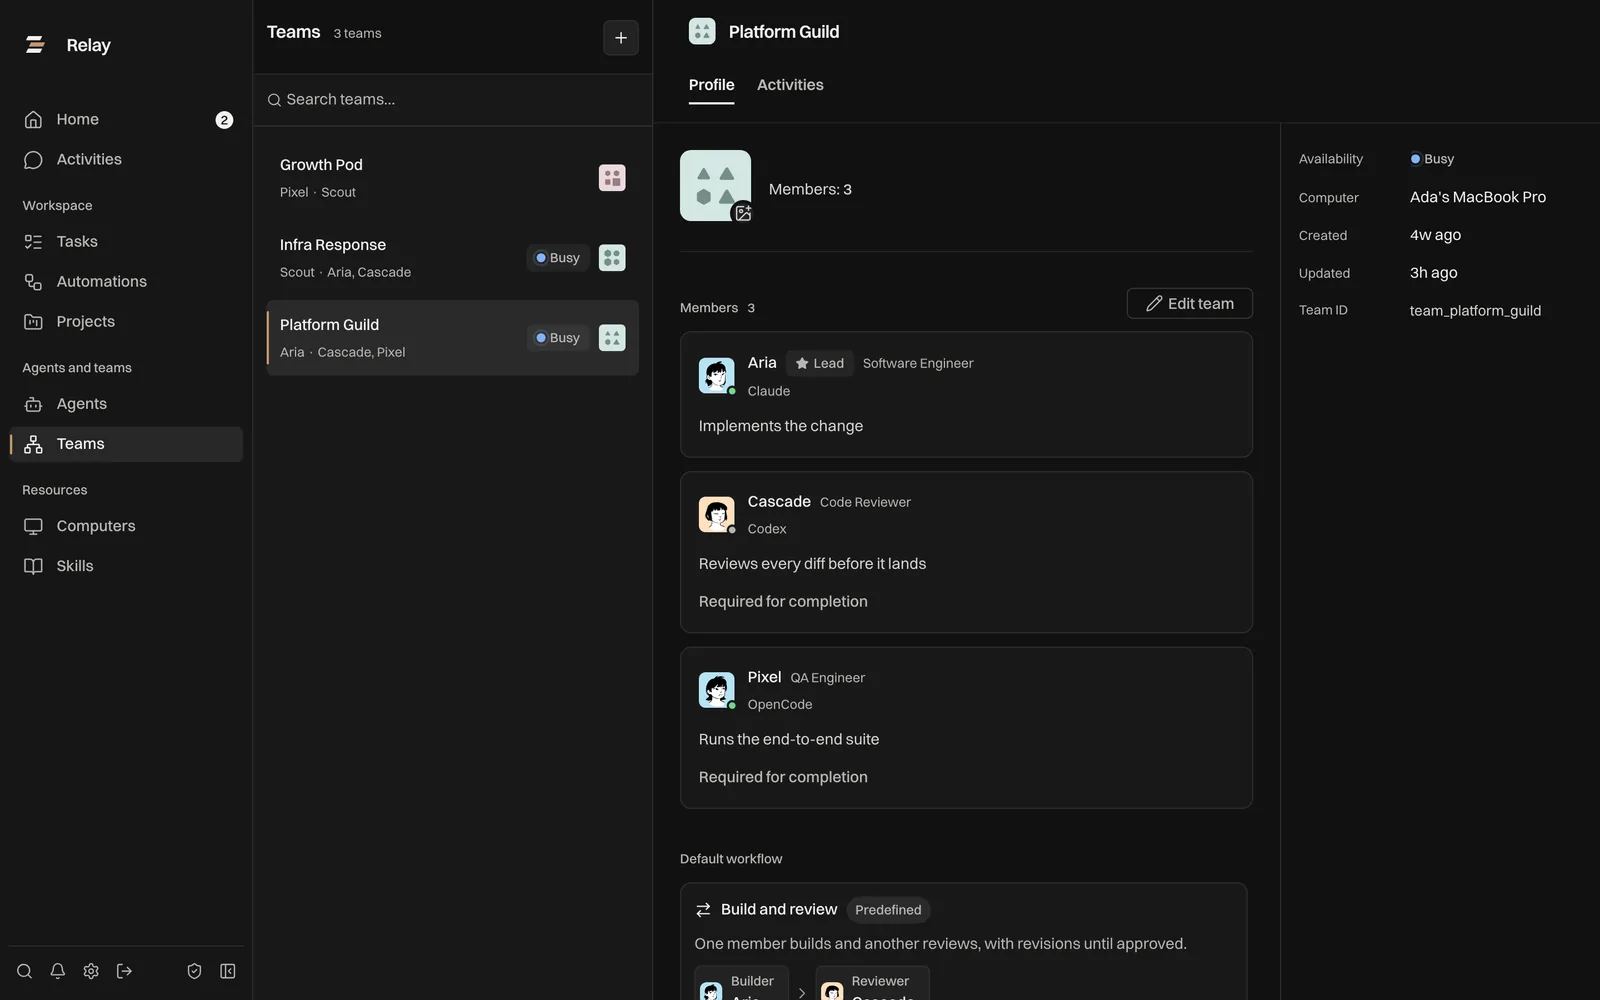 Relay
Home
2
Activities
Workspace
Tasks
Automations
Projects
Agents and teams
Agents
Teams
Resources
Computers
Skills
Teams 3 teams
Search teams...
Growth Pod
Pixel · Scout
Infra Response
Scout · Aria, Cascade
Busy
Platform Guild
Aria · Cascade, Pixel
Busy
Platform Guild
Profile
Activities
Members: 3
Members 3
Edit team
Aria Lead Software Engineer
Claude
Implements the change
Cascade Code Reviewer
Codex
Reviews every diff before it lands
Required for completion
Pixel QA Engineer
OpenCode
Runs the end-to-end suite
Required for completion
Default workflow
Build and review Predefined
One member builds and another reviews, with revisions until approved.
Builder
Aria
Reviewer
Cascade
Availability Busy
Computer Ada's MacBook Pro
Created 4w ago
Updated 3h ago
Team ID team_platform_guild